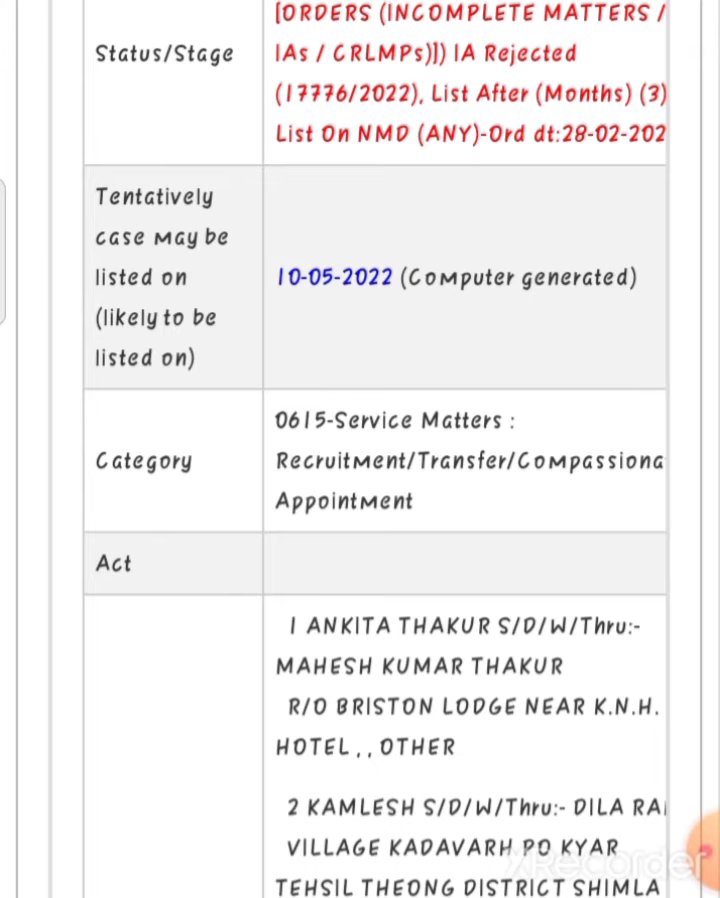 [ORDERS (INCOMPLETE MATTERS /
Status/Stage
IAs / CRLMPs)]) IA Rejected
(17776/2022), List After (Months) (3)
List On NMD (ANY)-Ord dt:28-02-202
Tentatively
case may be
listed on
(likely to be
listed on)
10-05-2022 (Computer generated)
Category
0615-Service Matters :
Recruitment/Transfer/Compassiona
Appointment
Act
1 ANKITA THAKUR S/D/W/Thru:-
MAHESH KUMAR THAKUR
R/O BRISTON LODGE NEAR K.N.H.
HOTEL , , OTHER
2 KAMLESH S/D/W/Thru:- DILA RA
VILLAGE KADAVARH PO KYAR
TEHSIL THEONG DISTRICT SHIMLA
XRecorder